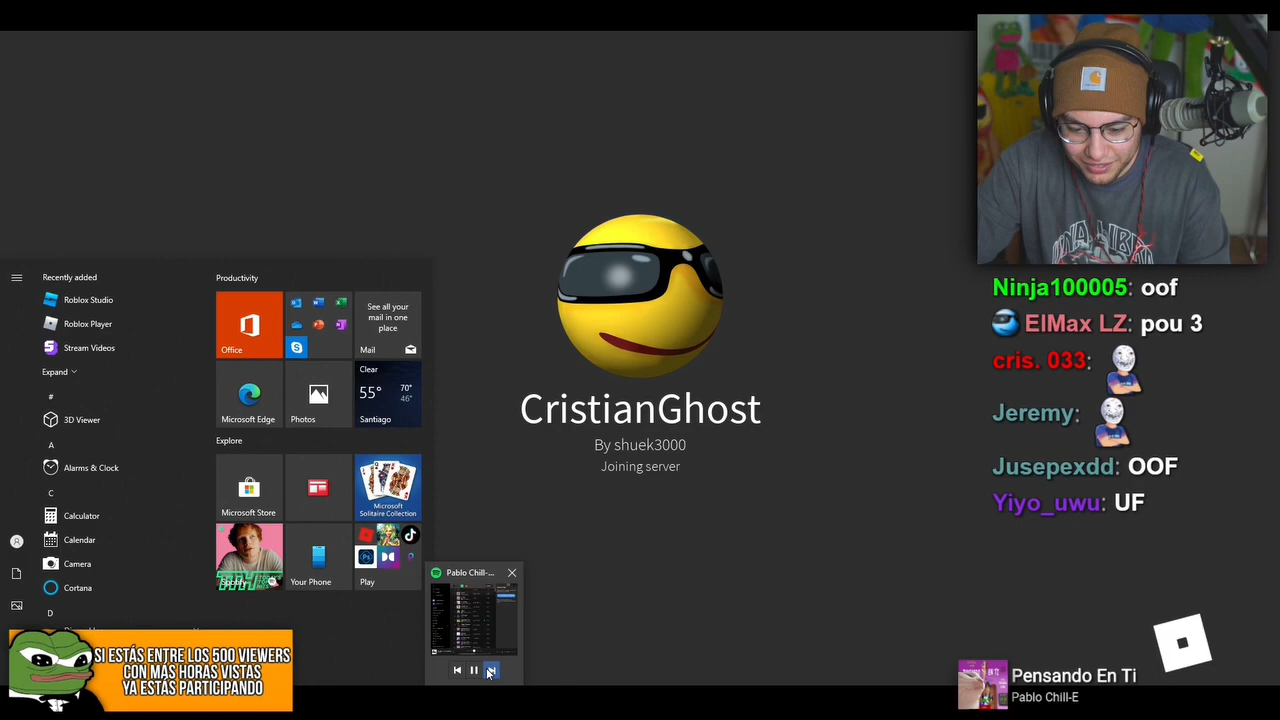 Recently added
Roblox Studio
Roblox Player
Stream Videos
Expand
#
3D Viewer
A
Alarms & Clock
C
Calculator
Calendar
Camera
Cortana
D
Productivity
Office
See all your
mail in one
place
Mail
Microsoft Edge
Photos
Clear
55°
70°
46°
Santiago
Explore
Microsoft Store
Microsoft
Solitaire Collection
Spotify
Your Phone
Play
Pablo Chill-...
CristianGhost
By shuek3000
Joining server
Ninja100005: oof
ElMax LZ: pou 3
cris. 033:
Jeremy:
Jusepexdd: OOF
Yiyo_uwu: UF
SI ESTÁS ENTRE LOS 500 VIEWERS
CON MÁS HORAS VISTAS
YA ESTÁS PARTICIPANDO
Pensando En Ti
Pablo Chill-E